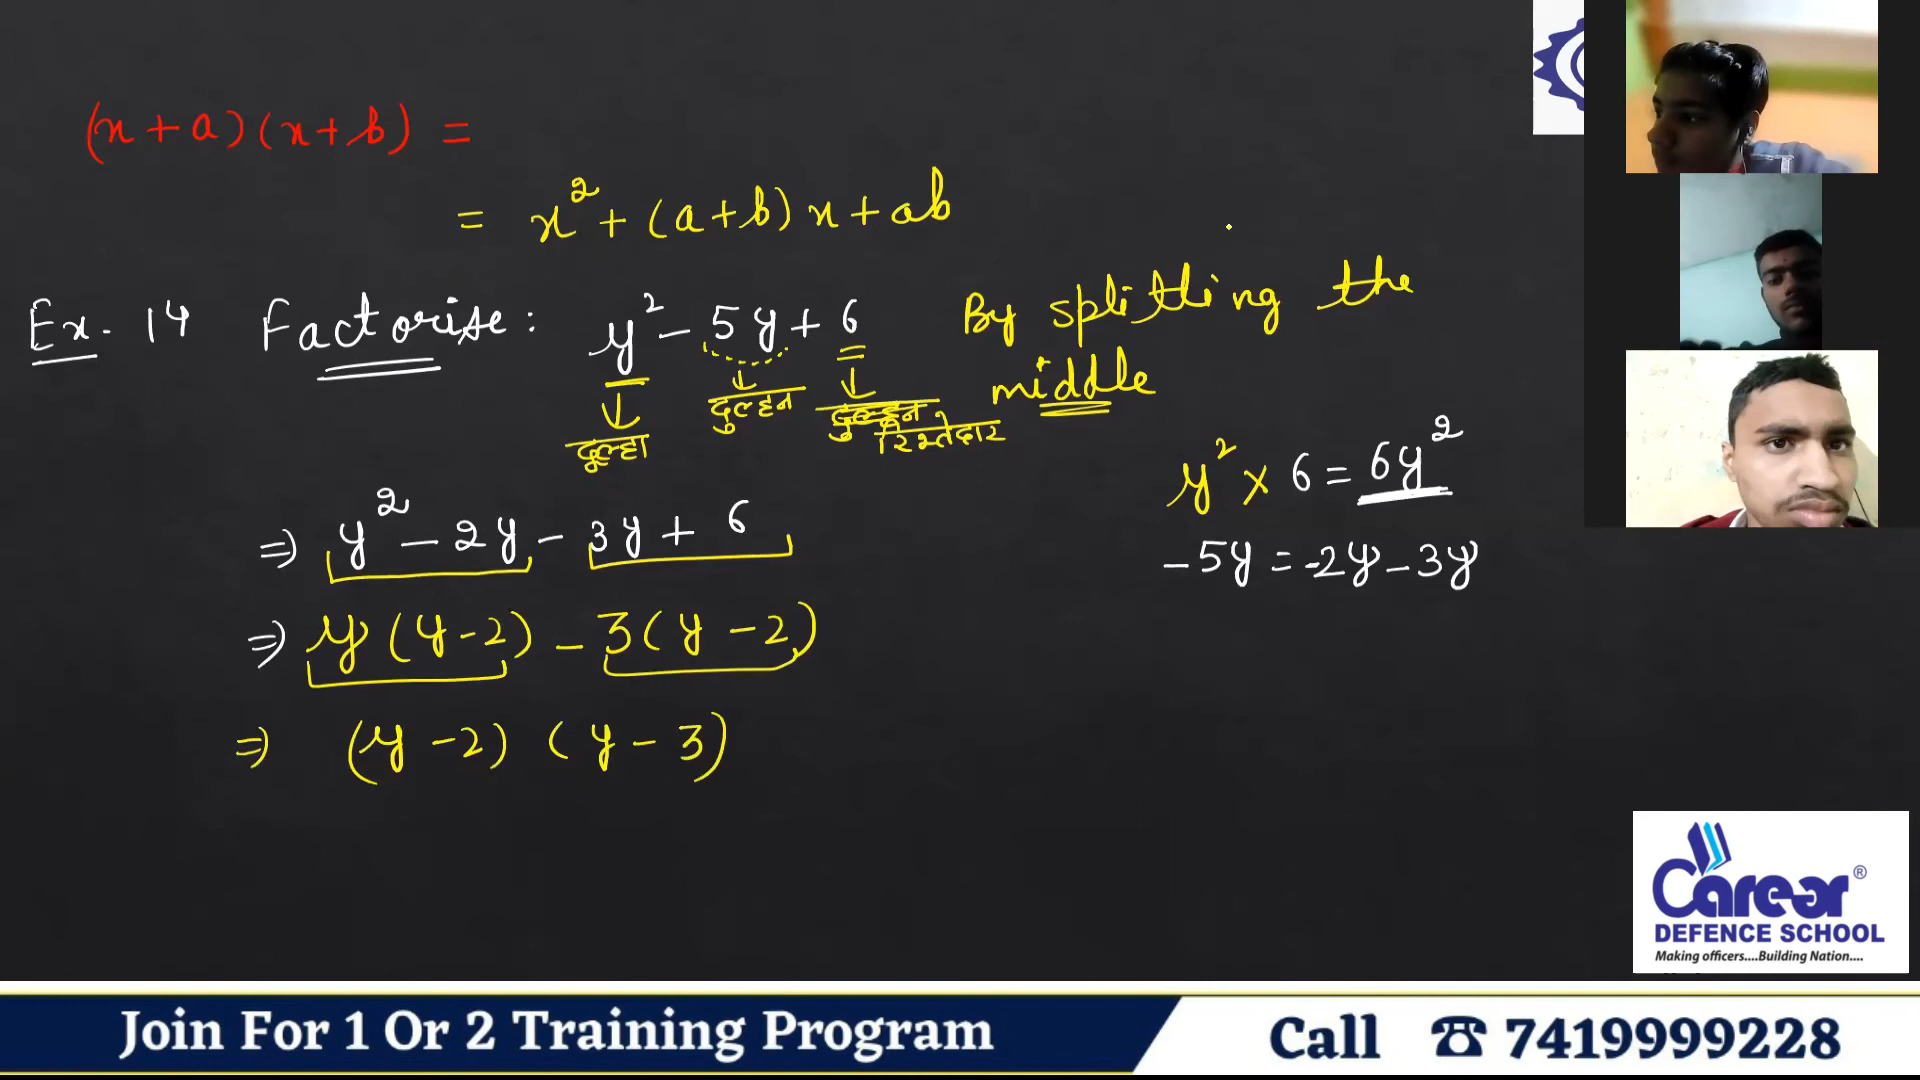 (x + a) (x + b) =
= x² + (a + b) x + ab
Ex. 14 Factorise : y² - 5y + 6 By splitting the middle
दूल्हा दुल्हन दुल्हन रिश्तेदार
y² × 6 = 6y²
⇒ y² - 2y - 3y + 6
-5y = -2y - 3y
⇒ y (y - 2) - 3 (y - 2)
⇒ (y - 2) (y - 3)
Career®
DEFENCE SCHOOL
Making officers....Building Nation....
Join For 1 Or 2 Training Program Call ☎ 7419999228